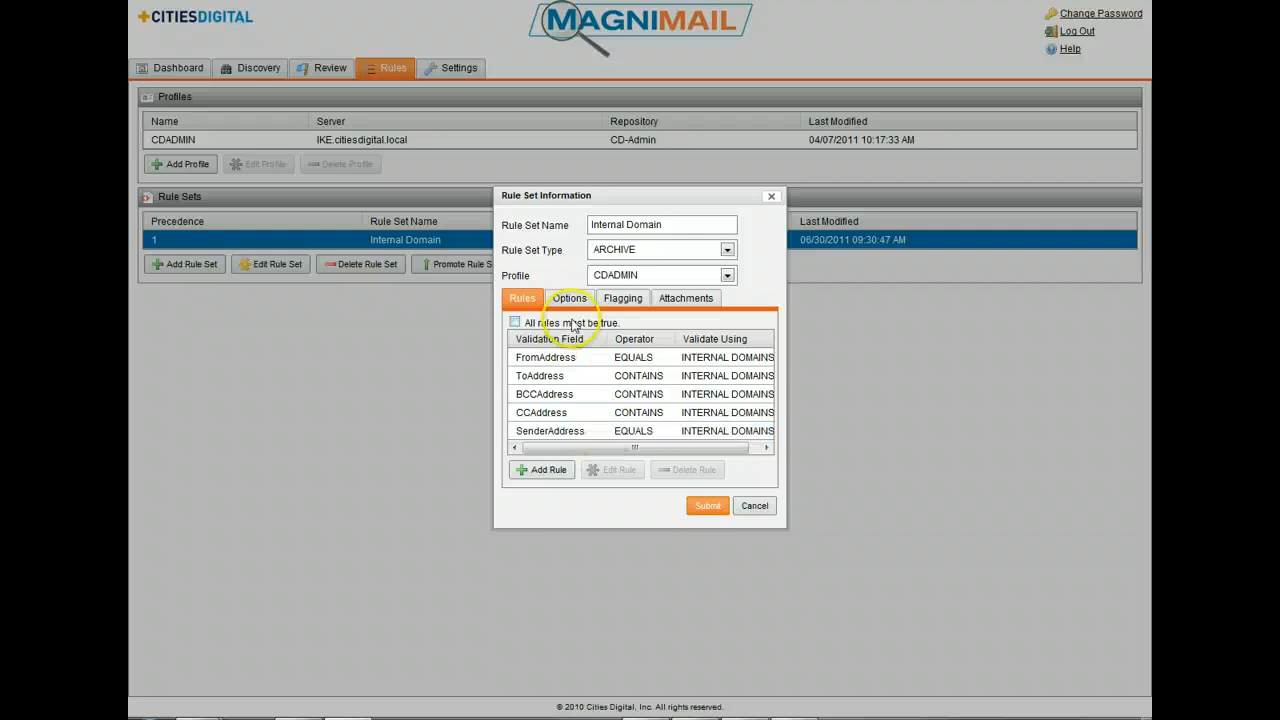 CITIESDIGITAL
MAGNIMAIL
Change Password
Log Out
Help
Dashboard Discovery Review Rules Settings
Profiles
Name Server Repository Last Modified
CDADMIN IKE.citiesdigital.local CD-Admin 04/07/2011 10:17:33 AM
Add Profile Edit Profile Delete Profile
Rule Sets
Precedence Rule Set Name Last Modified
1 Internal Domain 06/30/2011 09:30:47 AM
Add Rule Set Edit Rule Set Delete Rule Set Promote Rule S
Rule Set Information
Rule Set Name Internal Domain
Rule Set Type ARCHIVE
Profile CDADMIN
Rules Options Flagging Attachments
All rules must be true.
Validation Field Operator Validate Using
FromAddress EQUALS INTERNAL DOMAINS
ToAddress CONTAINS INTERNAL DOMAINS
BCCAddress CONTAINS INTERNAL DOMAINS
CCAddress CONTAINS INTERNAL DOMAINS
SenderAddress EQUALS INTERNAL DOMAINS
Add Rule Edit Rule Delete Rule
Submit Cancel
© 2010 Cities Digital, Inc. All rights reserved.